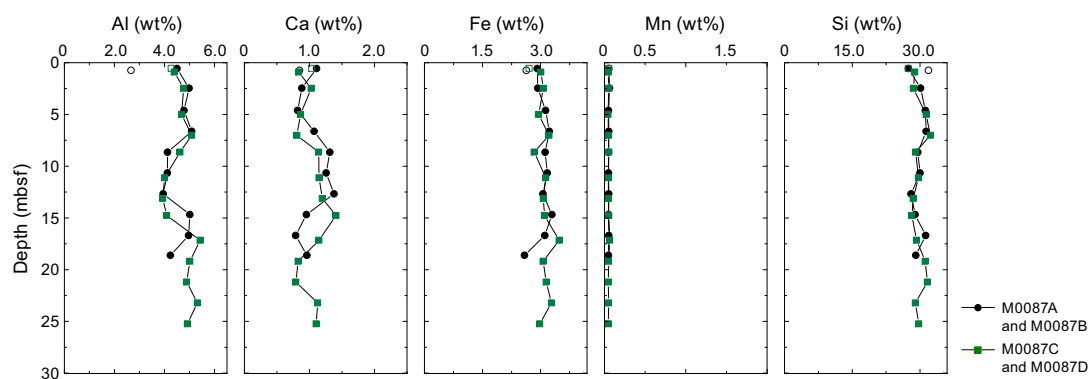 Al (wt%) Ca (wt%) Fe (wt%) Mn (wt%) Si (wt%)
0 2.0 4.0 6.0 0 1.0 2.0 0 1.5 3.0 0 0.5 1.0 1.5 0 15.0 30.0
0
5
10
15
20
25
30
Depth (mbsf)
M0087A
and M0087B
M0087C
and M0087D